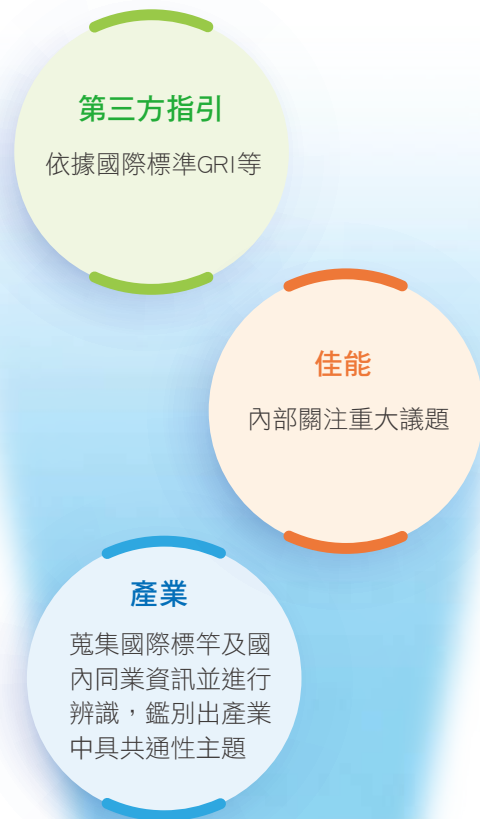 第三方指引
依據國際標準GRI等
佳能
內部關注重大議題
產業
蒐集國際標竿及國
內同業資訊並進行
辨識，鑑別出產業
中具共通性主題